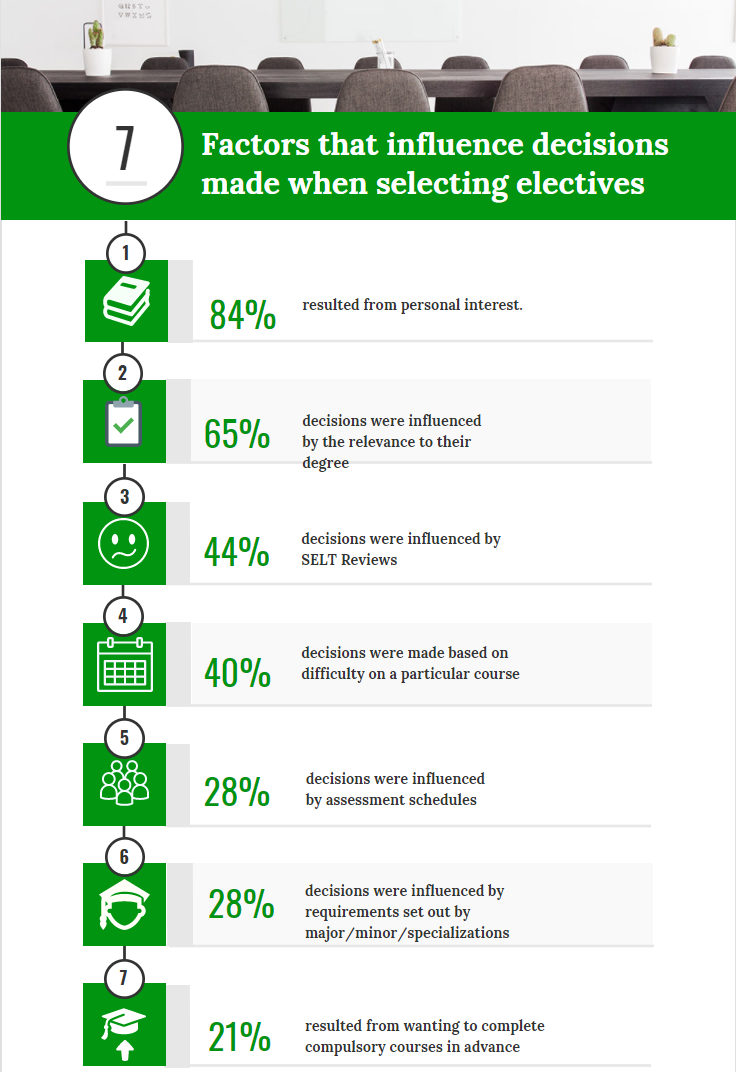 7
Factors that influence decisions
made when selecting electives
1
84%
resulted from personal interest.
2
65%
decisions were influenced
by the relevance to their
degree
3
44%
decisions were influenced by
SELT Reviews
4
40%
decisions were made based on
difficulty on a particular course
5
28%
decisions were influenced
by assessment schedules
6
28%
decisions were influenced by
requirements set out by
major/minor/specializations
7
21%
resulted from wanting to complete
compulsory courses in advance